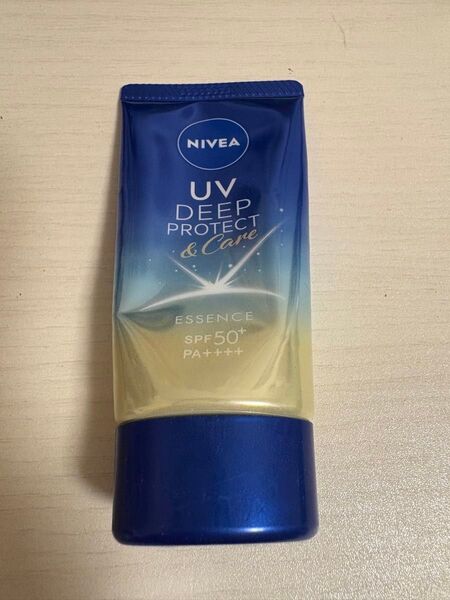 NIVEA
UV
DEEP
PROTECT
& Care
ESSENCE
SPF50+
PA++++